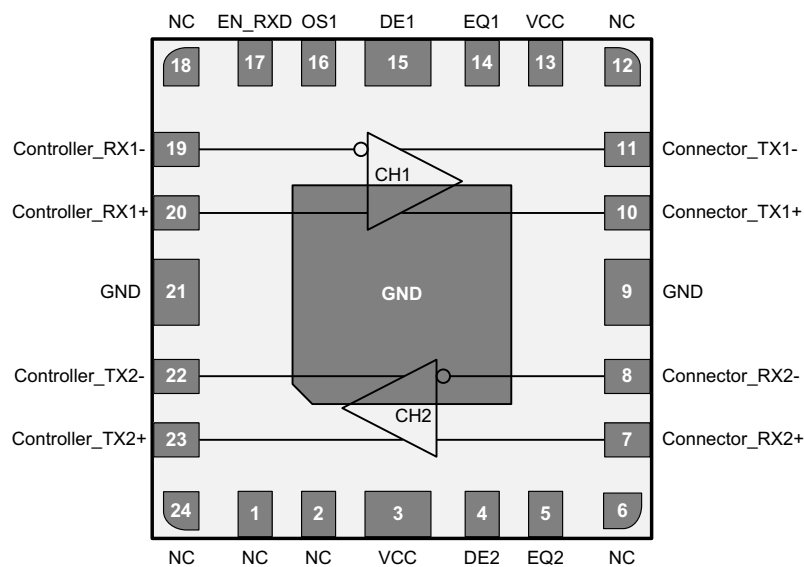 NC EN_RXD OS1 DE1 EQ1 VCC NC
18 17 16 15 14 13 12
Controller_RX1- 19 11 Connector_TX1-
CH1
Controller_RX1+ 20 10 Connector_TX1+
GND 21 GND 9 GND
Controller_TX2- 22 8 Connector_RX2-
CH2
Controller_TX2+ 23 7 Connector_RX2+
24 1 2 3 4 5 6
NC NC NC VCC DE2 EQ2 NC